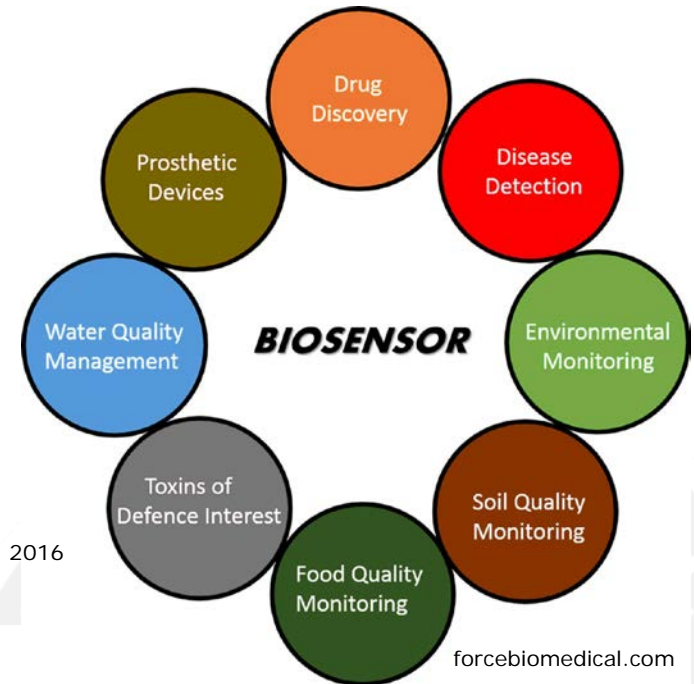 Drug
Discovery
Disease
Detection
Prosthetic
Devices
BIOSENSOR
Environmental
Monitoring
Water Quality
Management
Soil Quality
Monitoring
Toxins of
Defence Interest
Food Quality
Monitoring
2016
forcebiomedical.com